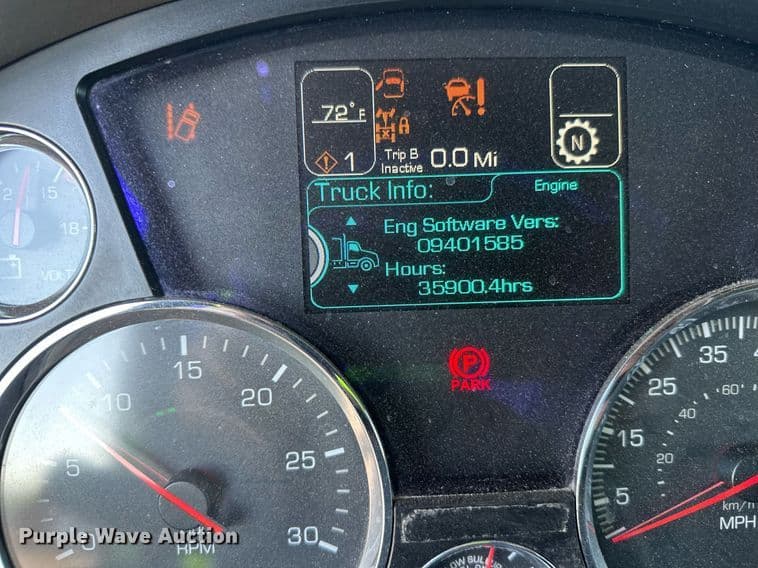 72°F
1
Trip B
Inactive
0.0 Mi
N
Truck Info:
Engine
Eng Software Vers:
09401585
Hours:
35900.4hrs
P
PARK
15
18
VOLT
0
5
10
15
20
25
30
RPM
5
15
25
35
20
40
60
km/h
MPH
Purple Wave Auction®